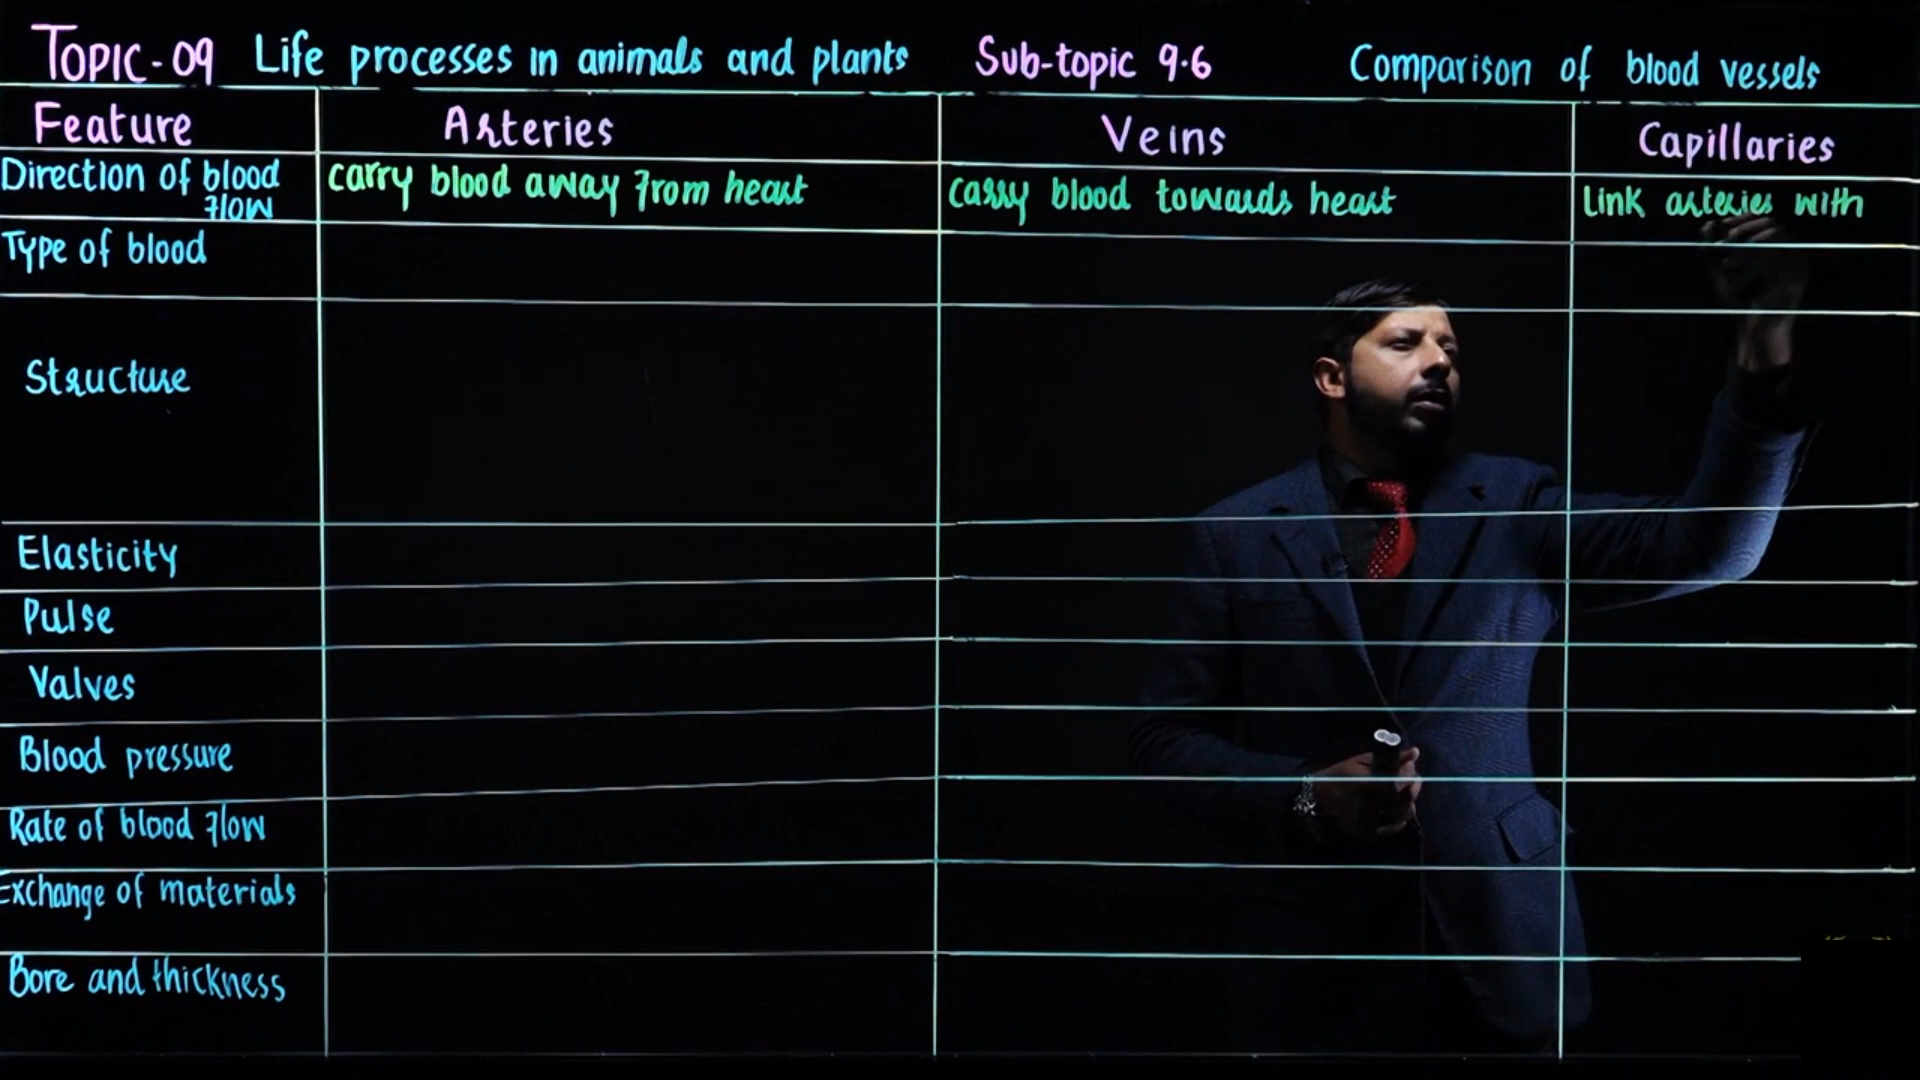 TOPIC-09 Life processes in animals and plants Sub-topic 9.6 Comparison of blood vessels
Feature Arteries Veins Capillaries
Direction of blood flow carry blood away from heart carry blood towards heart Link arteries with
Type of blood
Structure
Elasticity
Pulse
Valves
Blood pressure
Rate of blood flow
Exchange of materials
Bore and thickness